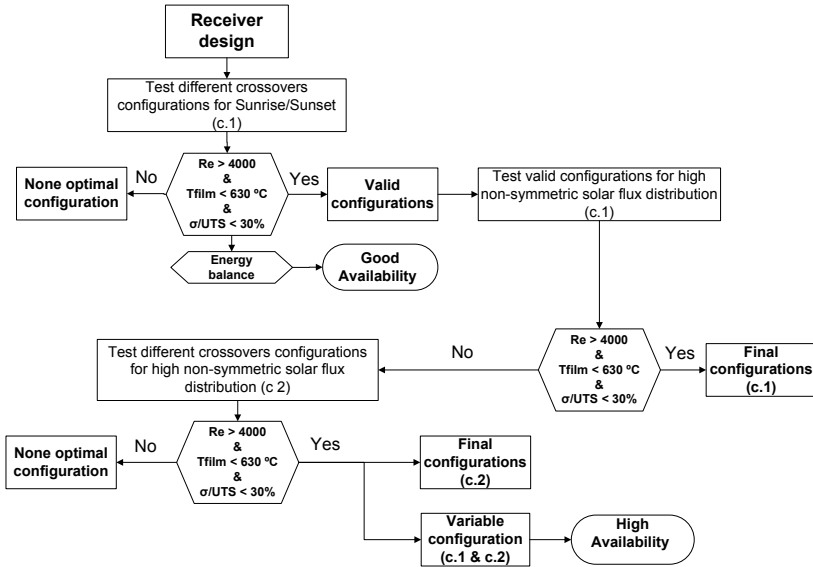 Receiver
design
Test different crossovers
configurations for Sunrise/Sunset
(c.1)
No
Re > 4000
&
Tfilm < 630 ºC
&
σ/UTS < 30%
Yes
None optimal
configuration
Valid
configurations
Test valid configurations for high
non-symmetric solar flux distribution
(c.1)
Energy
balance
Good
Availability
Test different crossovers configurations
for high non-symmetric solar flux
distribution (c 2)
No
Re > 4000
&
Tfilm < 630 ºC
&
σ/UTS < 30%
Yes
Final
configurations
(c.1)
None optimal
configuration
No
Re > 4000
&
Tfilm < 630 ºC
&
σ/UTS < 30%
Yes
Final
configurations
(c.2)
Variable
configuration
(c.1 & c.2)
High
Availability